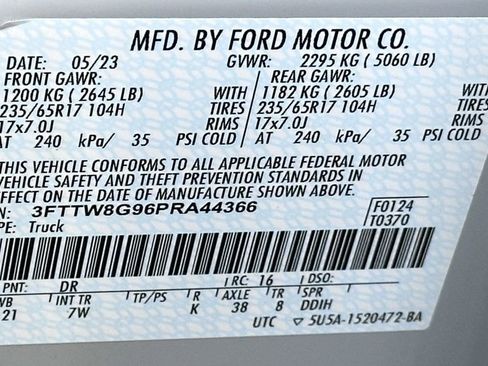 MFD. BY FORD MOTOR CO.
DATE: 05/23 GVWR: 2295 KG ( 5060 LB)
FRONT GAWR: REAR GAWR:
1200 KG ( 2645 LB) WITH 1182 KG ( 2605 LB)
235/65R17 104H TIRES 235/65R17 104H
17x7.0J RIMS 17x7.0J
AT 240 kPa/ 35 PSI COLD AT 240 kPa/ 35 PSI COLD
THIS VEHICLE CONFORMS TO ALL APPLICABLE FEDERAL MOTOR
VEHICLE SAFETY AND THEFT PREVENTION STANDARDS IN
EFFECT ON THE DATE OF MANUFACTURE SHOWN ABOVE.
3FTTW8G96PRA44366 F0124
TYPE: Truck T0370
PNT: DR RC: 16 DSO:
WB INT TR TP/PS R AXLE TR SPR
21 7W K 38 8 DDIH
UTC ▽ 5U5A-1520472-BA